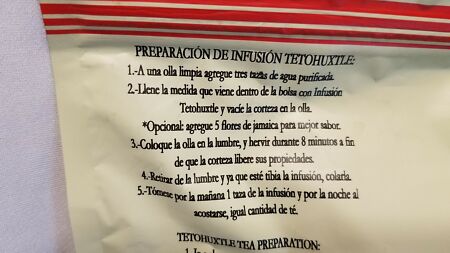 PREPARACIÓN DE INFUSIÓN TETOHUXTLE:
1.-A una olla limpia agregue tres tazas de agua purificada.
2.-Llene la medida que viene dentro de la bolsa con Infusión
Tetohuxtle y vacíe la corteza en la olla.
*Opcional: agregue 5 flores de jamaica para mejor sabor.
3.-Coloque la olla en la lumbre, y hervir durante 8 minutos a fin
de que la corteza libere sus propiedades.
4.-Retirar de la lumbre y ya que esté tibia la infusión, colarla.
5.-Tómese por la mañana 1 taza de la infusión y por la noche al
acostarse, igual cantidad de té.
TETOHUXTLE TEA PREPARATION: